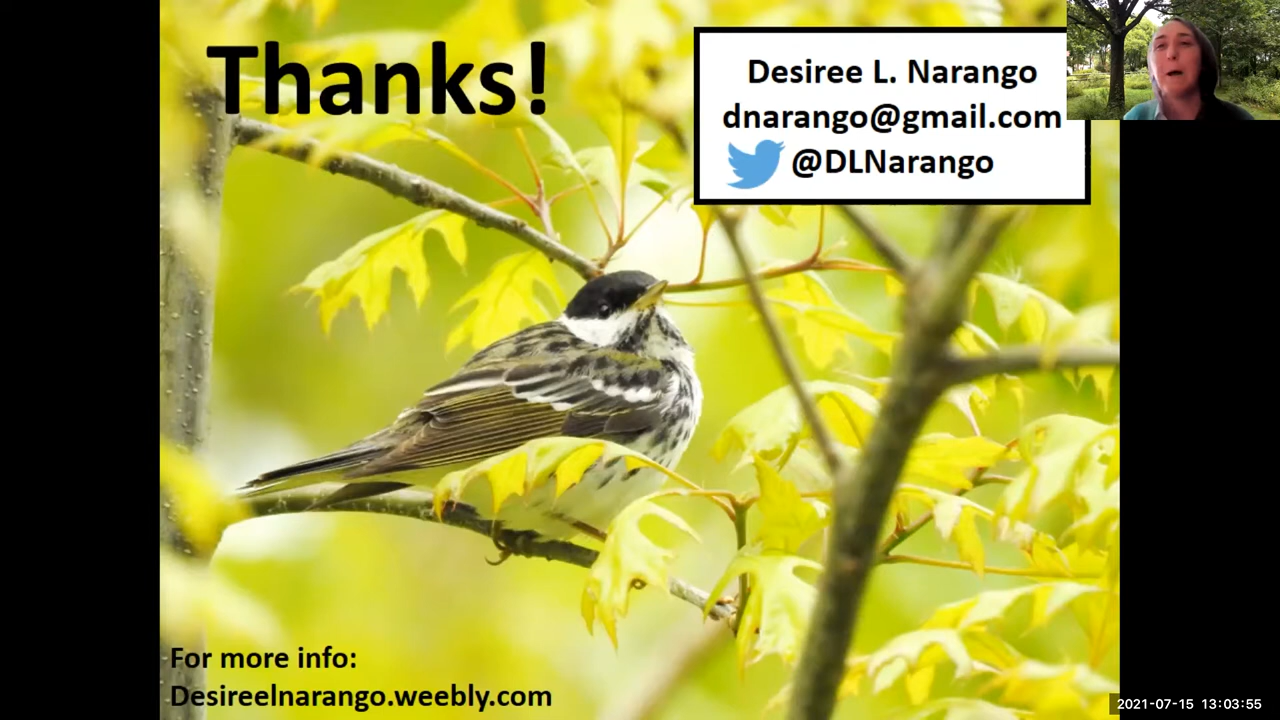 Thanks!
Desiree L. Narango
dnarango@gmail.com
@DLNarango
For more info:
Desireelnarango.weebly.com
2021-07-15 13:03:55